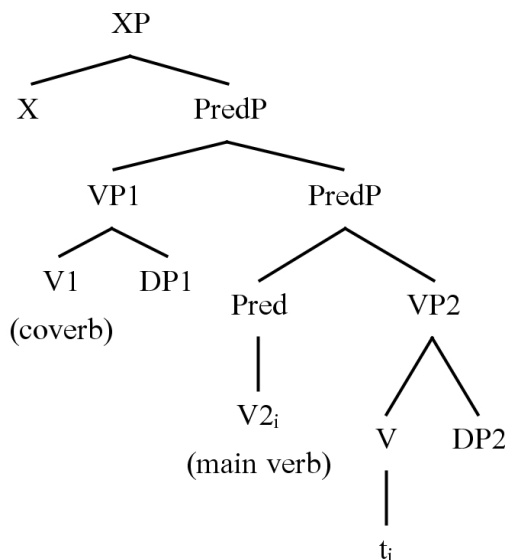 XP
X PredP
VP1 PredP
V1 DP1 Pred VP2
(coverb)
V2i V DP2
(main verb)
ti